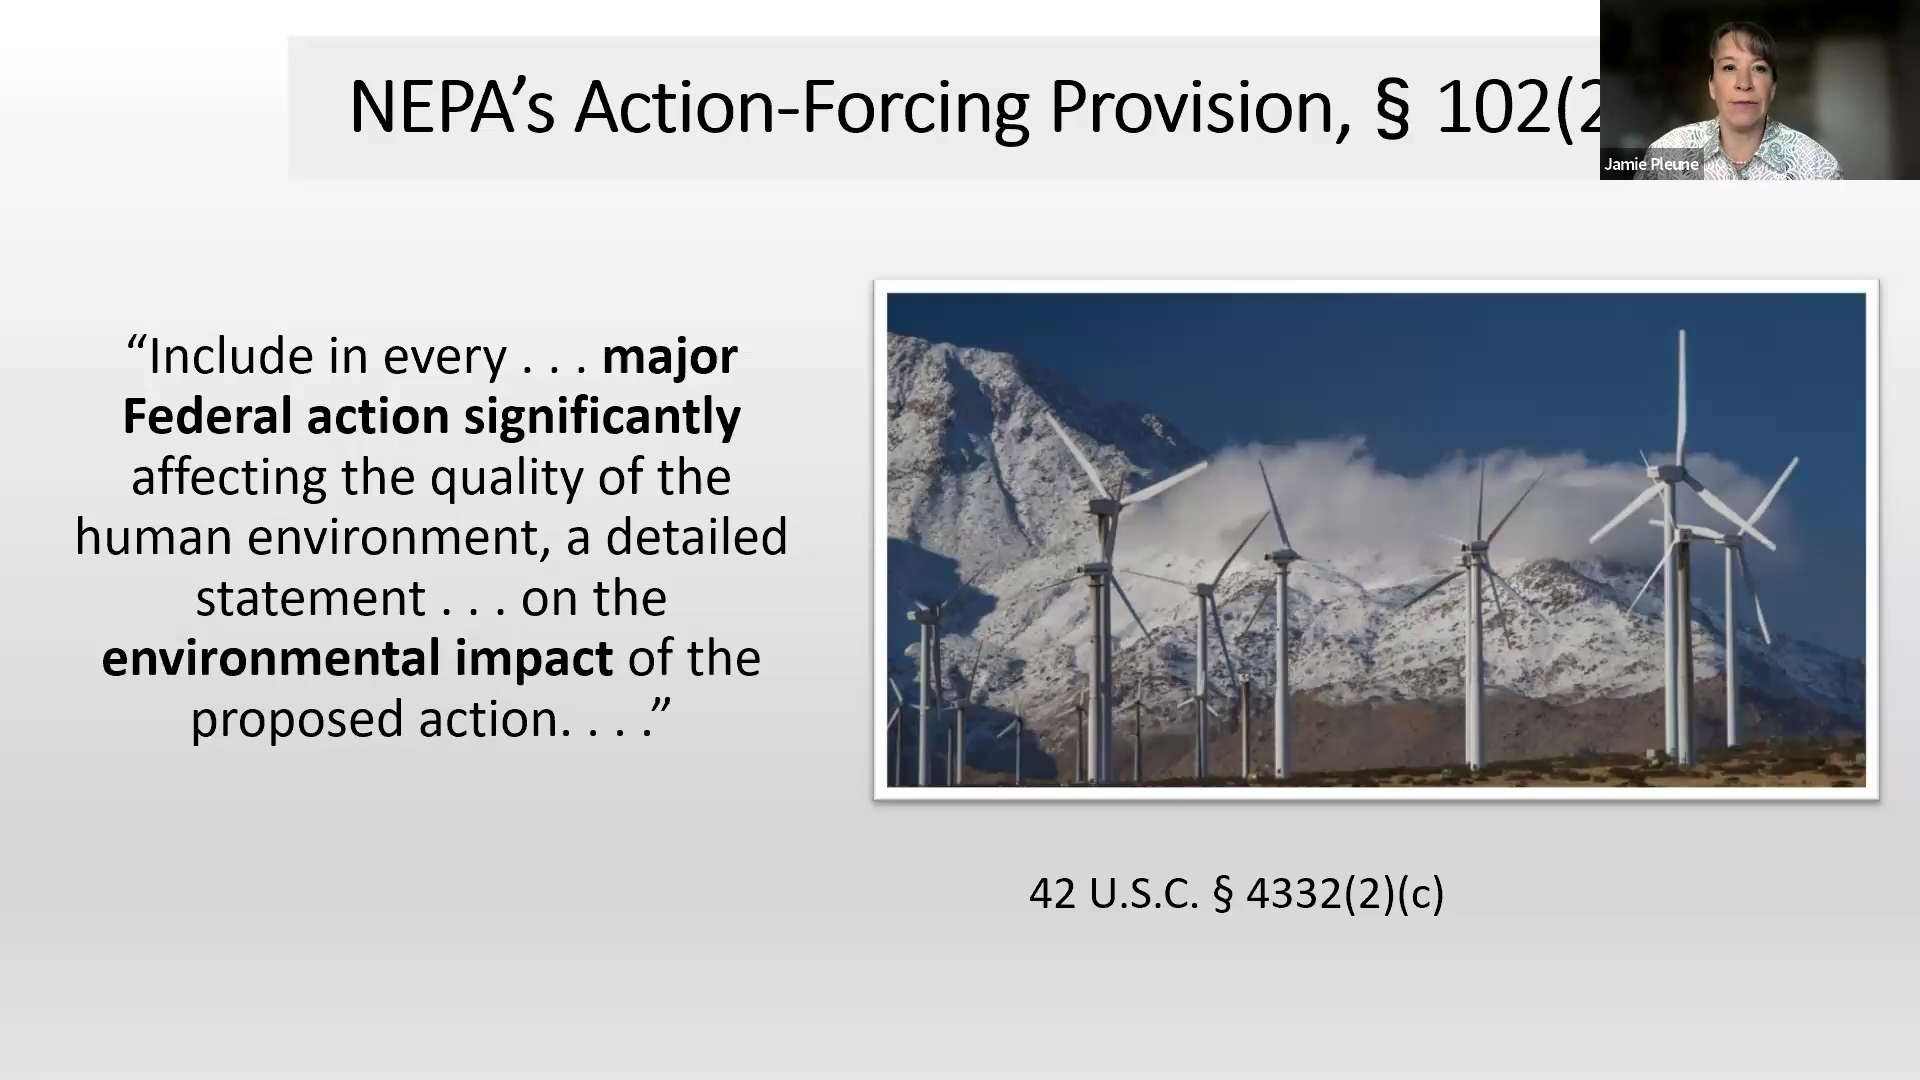 NEPA’s Action-Forcing Provision, § 102(2
Jamie Pleune
“Include in every . . . major
Federal action significantly
affecting the quality of the
human environment, a detailed
statement . . . on the
environmental impact of the
proposed action. . . .”
42 U.S.C. § 4332(2)(c)